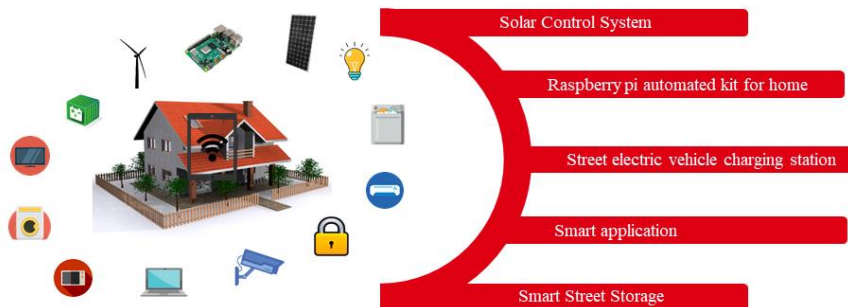 Solar Control System
Raspberry pi automated kit for home
Street electric vehicle charging station
Smart application
Smart Street Storage